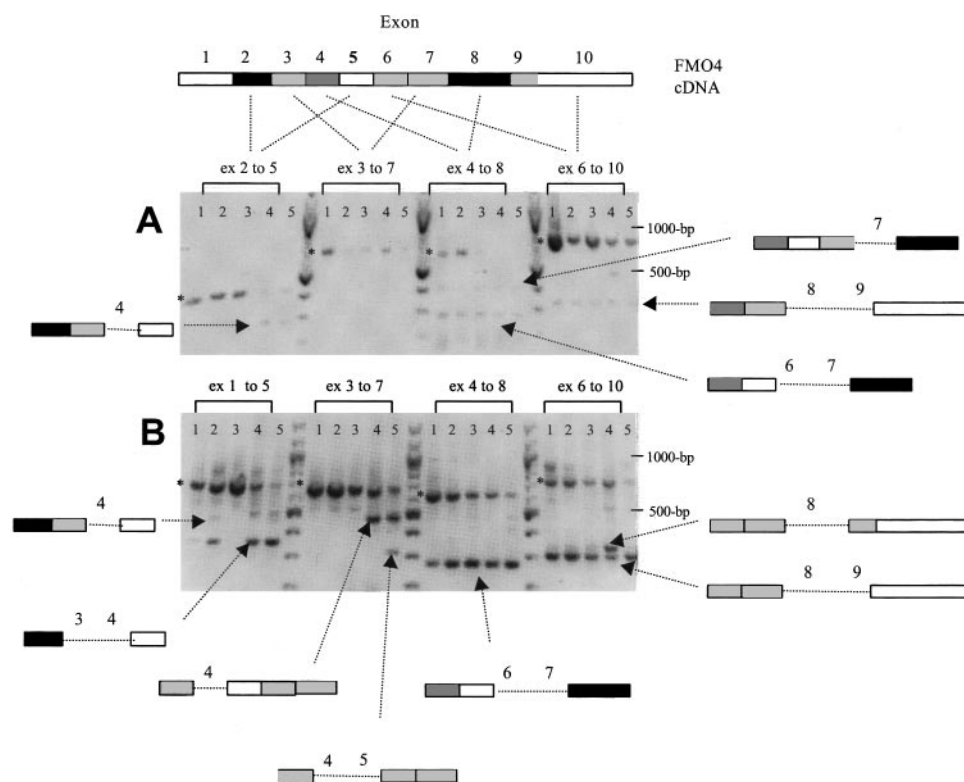 Exon
1 2 3 4 5 6 7 8 9 10
FMO4
cDNA
ex 2 to 5 ex 3 to 7 ex 4 to 8 ex 6 to 10
A
1 2 3 4 5 1 2 3 4 5 1 2 3 4 5 1 2 3 4 5
* * * *
1000-bp
500-bp
7
4
8 9
6 7
ex 1 to 5 ex 3 to 7 ex 4 to 8 ex 6 to 10
B
1 2 3 4 5 1 2 3 4 5 1 2 3 4 5 1 2 3 4 5
* * * *
1000-bp
500-bp
4
8
8 9
3 4
4
6 7
4 5